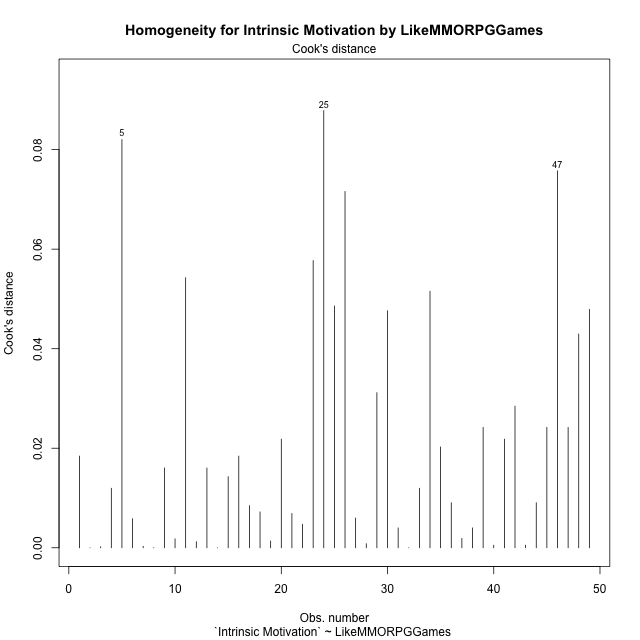 Homogeneity for Intrinsic Motivation by LikeMMORPGGames
Cook's distance
25
5
47
0.08
0.06
0.04
0.02
0.00
Cook's distance
0 10 20 30 40 50
Obs. number
`Intrinsic Motivation` ~ LikeMMORPGGames